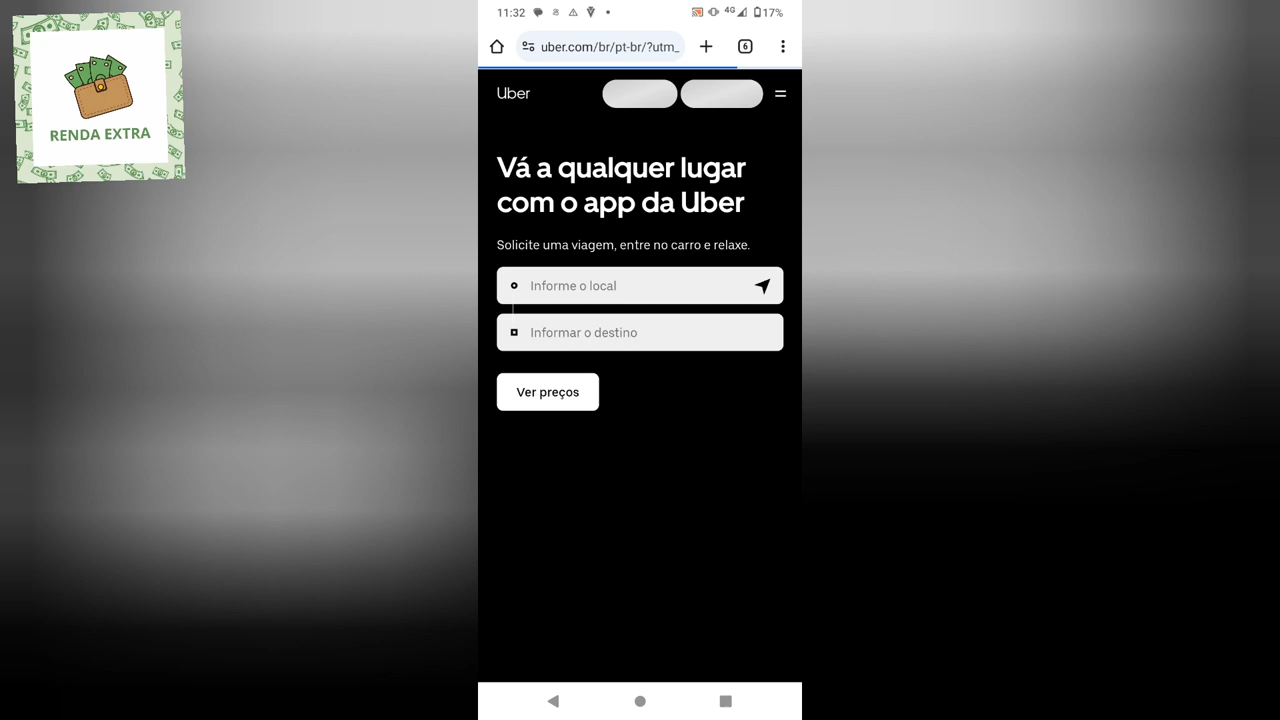 RENDA EXTRA
11:32
4G
17%
uber.com/br/pt-br/?utm_
6
Uber
Vá a qualquer lugar
com o app da Uber
Solicite uma viagem, entre no carro e relaxe.
Informe o local
Informar o destino
Ver preços